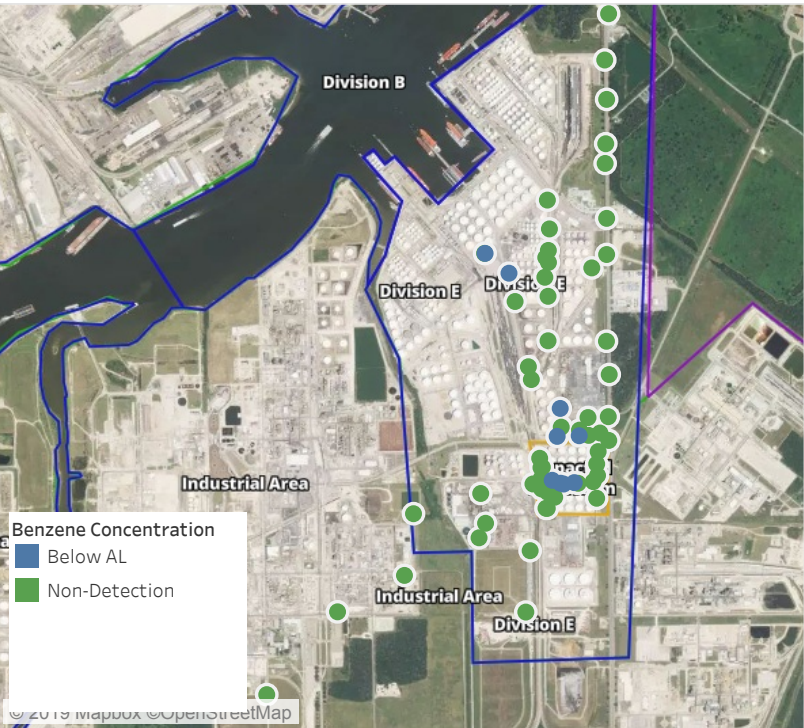 Division B
Division E
Division E
Industrial Area
Benzene Concentration
Below AL
Non-Detection
Industrial Area
Division E
© 2019 Mapbox ©OpenStreetMap